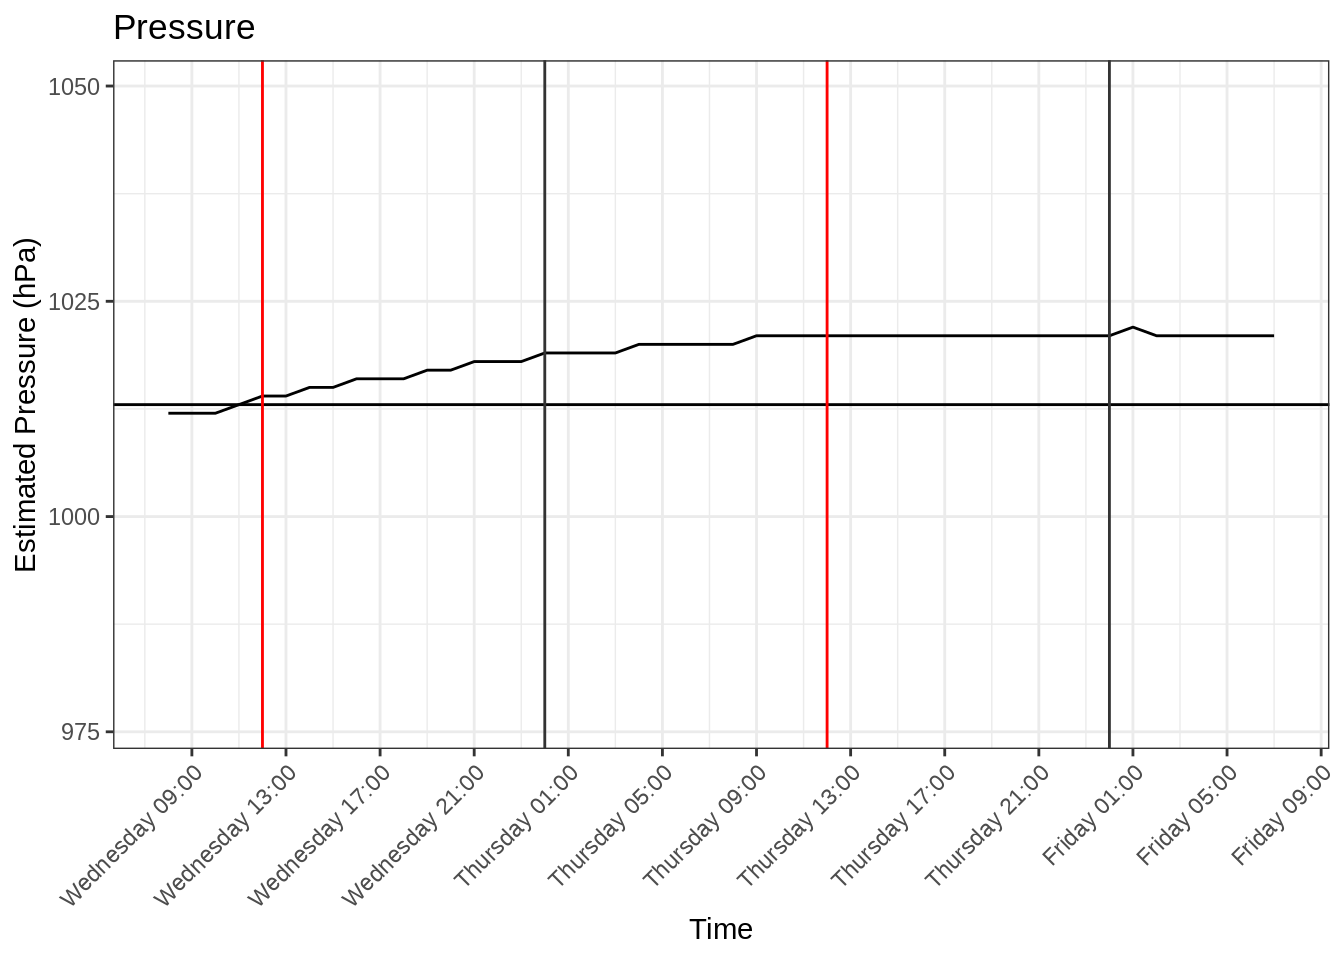 Pressure
Estimated Pressure (hPa)
1050
1025
1000
975
Wednesday 09:00
Wednesday 13:00
Wednesday 17:00
Wednesday 21:00
Thursday 01:00
Thursday 05:00
Thursday 09:00
Thursday 13:00
Thursday 17:00
Thursday 21:00
Friday 01:00
Friday 05:00
Friday 09:00
Time